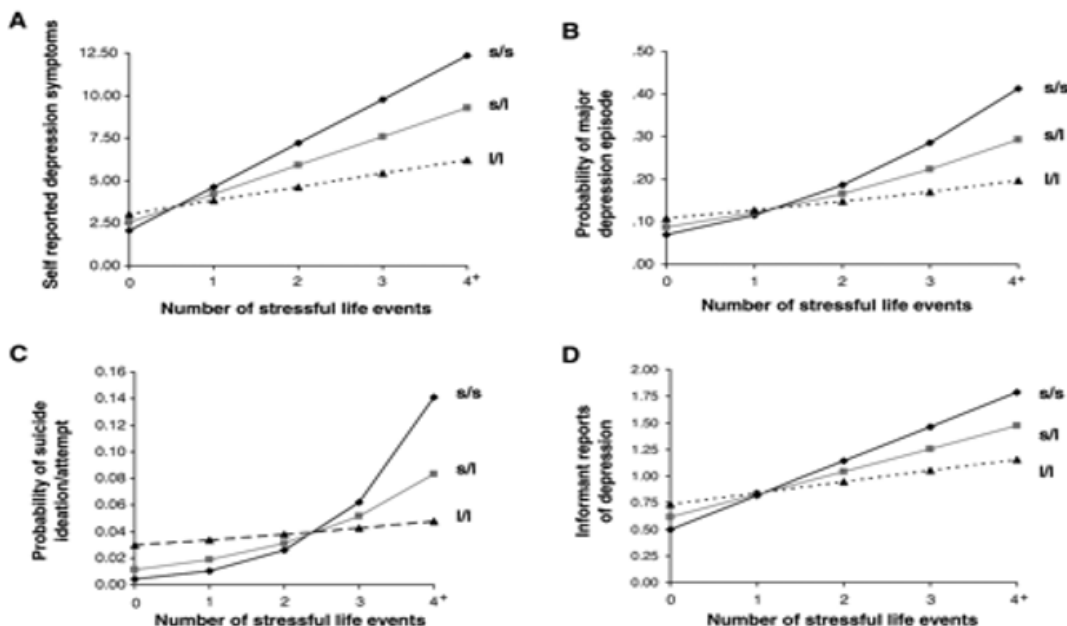 A
Self reported depression symptoms
12.50
10.00
7.50
5.00
2.50
0.00
0
1
2
3
4+
Number of stressful life events
s/s
s/l
l/l
B
Probability of major
depression episode
.50
.40
.30
.20
.10
.00
0
1
2
3
4+
Number of stressful life events
s/s
s/l
l/l
C
Probability of suicide
ideation/attempt
0.16
0.14
0.12
0.10
0.08
0.06
0.04
0.02
0.00
0
1
2
3
4+
Number of stressful life events
s/s
s/l
l/l
D
Informant reports
of depression
2.00
1.75
1.50
1.25
1.00
0.75
0.50
0.25
0.00
0
1
2
3
4+
Number of stressful life events
s/s
s/l
l/l